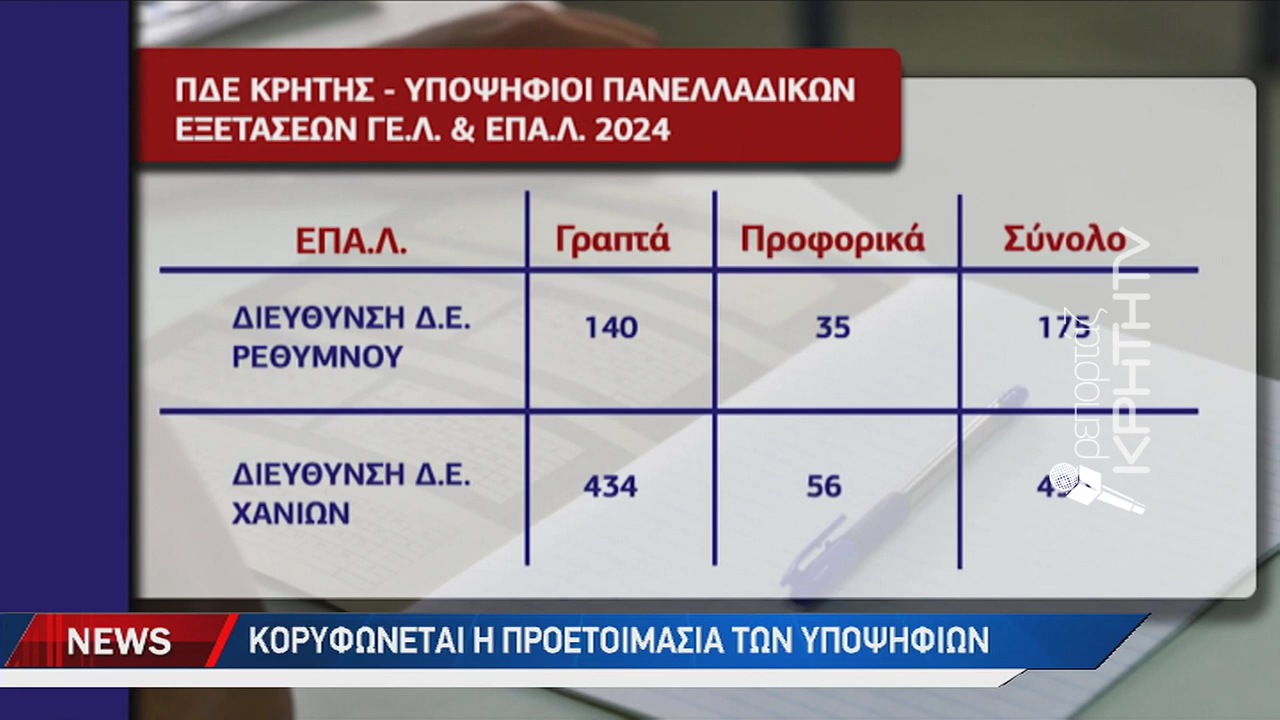 ΠΔΕ ΚΡΗΤΗΣ - ΥΠΟΨΗΦΙΟΙ ΠΑΝΕΛΛΑΔΙΚΩΝ
ΕΞΕΤΑΣΕΩΝ ΓΕ.Λ. & ΕΠΑ.Λ. 2024
ΕΠΑ.Λ. Γραπτά Προφορικά Σύνολο
ΔΙΕΥΘΥΝΣΗ Δ.Ε.
ΡΕΘΥΜΝΟΥ
140 35 175
ΔΙΕΥΘΥΝΣΗ Δ.Ε.
ΧΑΝΙΩΝ
434 56
ρεπορτάζ
ΚΡΗΤΗ TV
NEWS ΚΟΡΥΦΩΝΕΤΑΙ Η ΠΡΟΕΤΟΙΜΑΣΙΑ ΤΩΝ ΥΠΟΨΗΦΙΩΝ